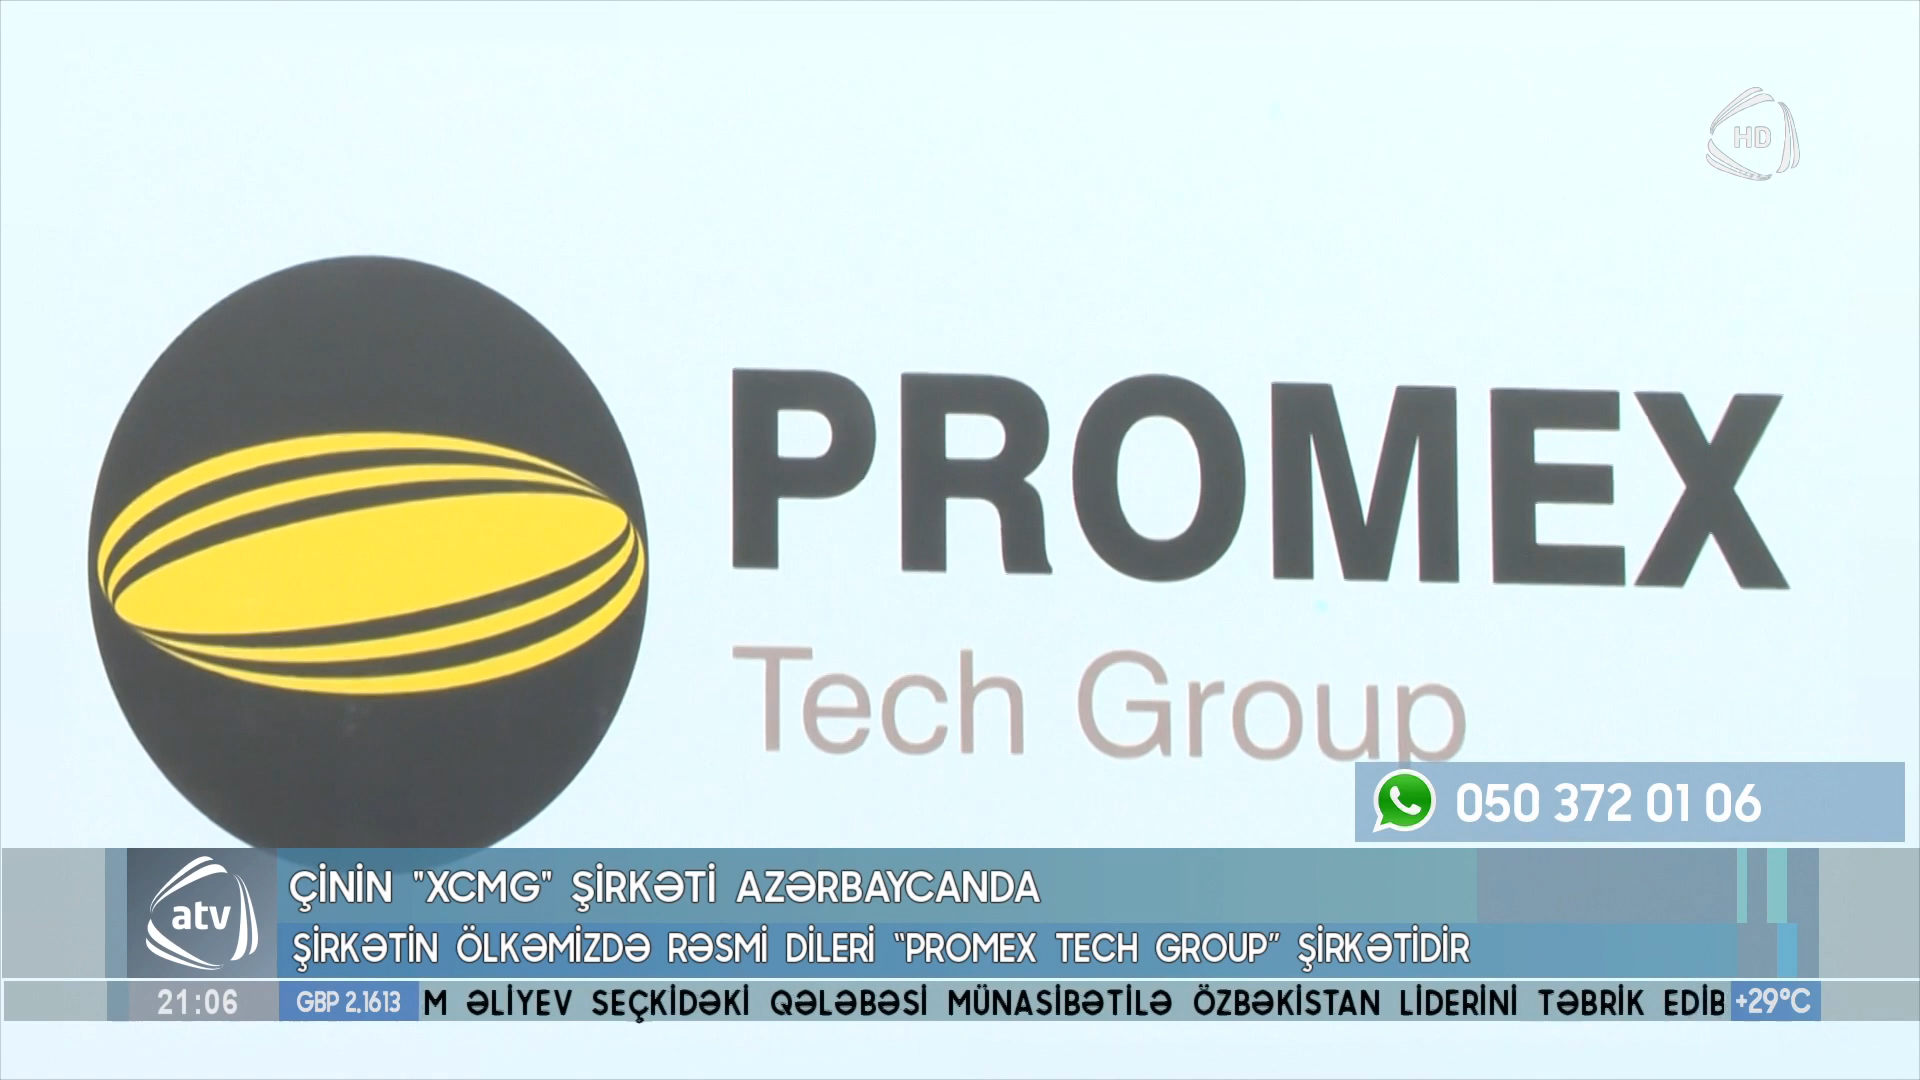 HD
PROMEX
Tech Group
050 372 01 06
atv
ÇİNİN "XCMG" ŞİRKƏTİ AZƏRBAYCANDA
ŞİRKƏTİN ÖLKƏMİZDƏ RƏSMİ DİLERİ “PROMEX TECH GROUP” ŞİRKƏTİDİR
21:06 GBP 2,1613 M ƏLİYEV SEÇKİDƏKİ QƏLƏBƏSİ MÜNASİBƏTİLƏ ÖZBƏKİSTAN LİDERİNİ TƏBRİK EDİB +29°C